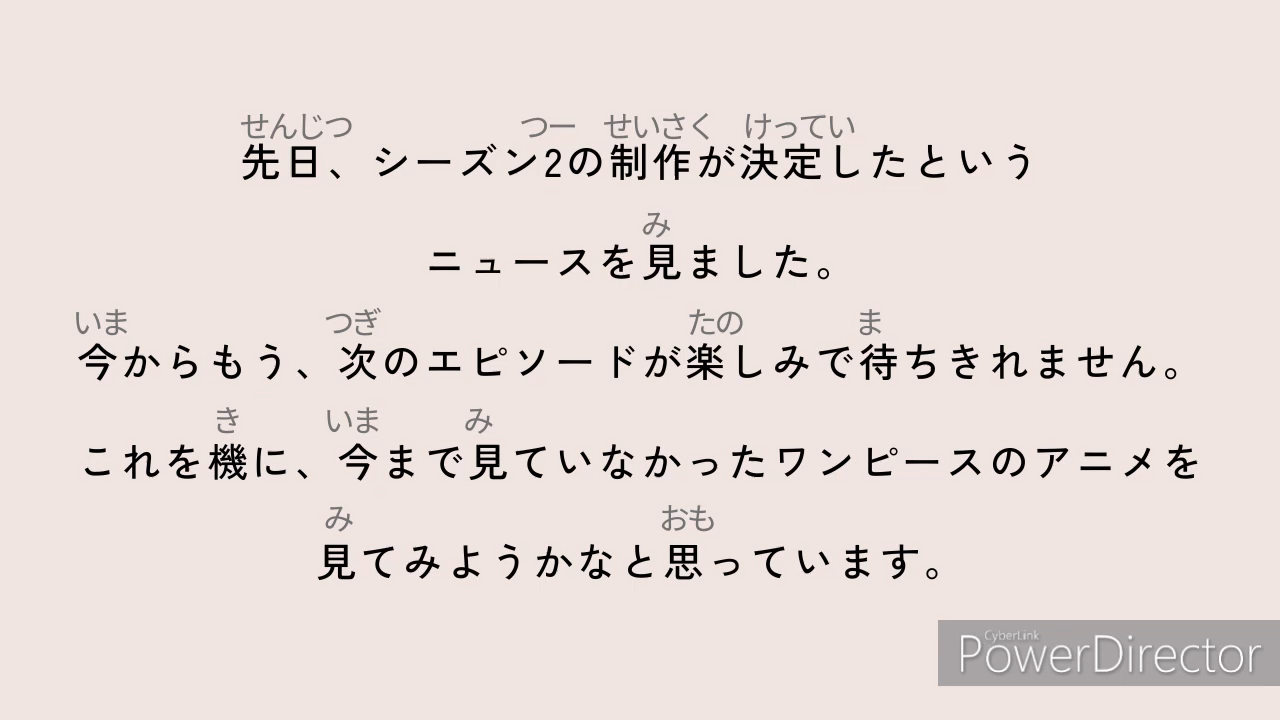 せんじつ つー せいさく けってい
先日、シーズン2の制作が決定したという
み
ニュースを見ました。
いま つぎ たの ま
今からもう、次のエピソードが楽しみで待ちきれません。
き いま み
これを機に、今まで見ていなかったワンピースのアニメを
み おも
見てみようかなと思っています。
CyberLink
PowerDirector